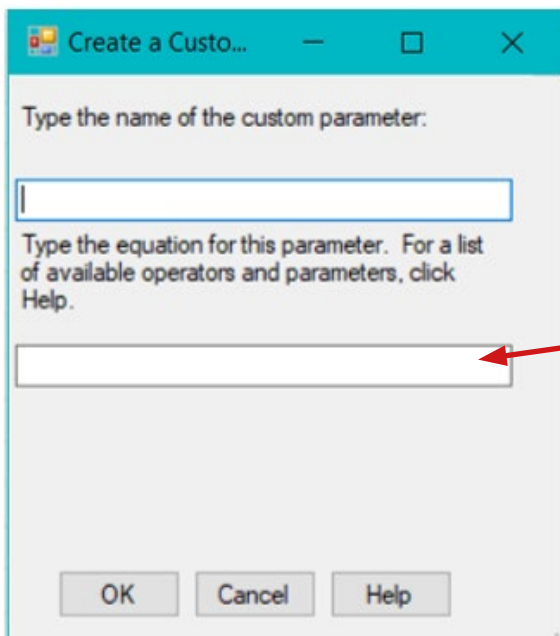 Create a Custo...
Type the name of the custom parameter:
Type the equation for this parameter. For a list
of available operators and parameters, click
Help.
OK Cancel Help